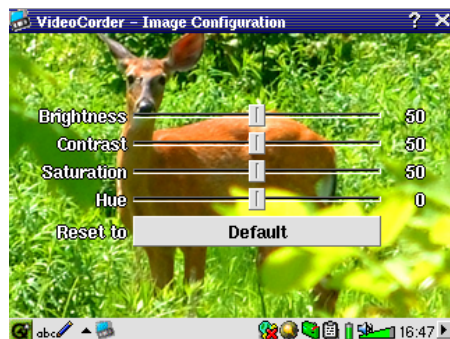 VideoCorder – Image Configuration ? X
Brightness 50
Contrast 50
Saturation 50
Hue 0
Reset to Default
abc 16:47